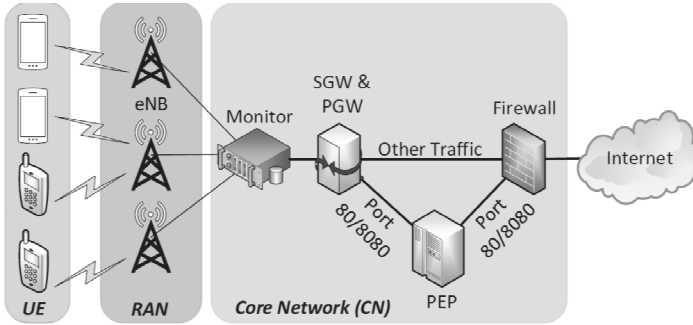 eNB
Monitor
SGW &
PGW
Other Traffic
Firewall
Internet
Port
80/8080
Port
80/8080
PEP
UE
RAN
Core Network (CN)